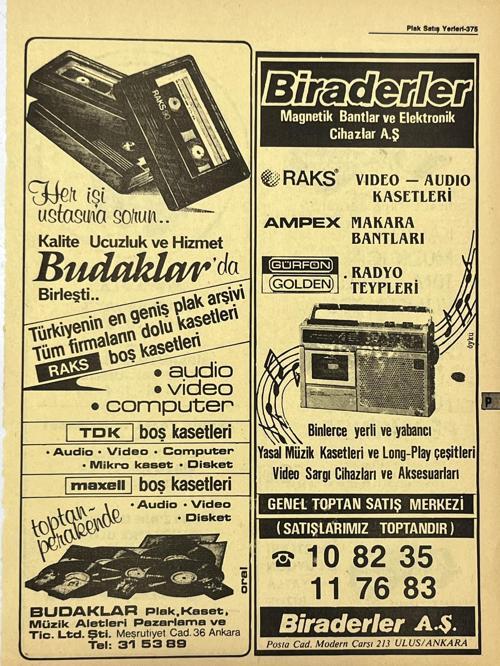 Plak Satış Yerleri-375
RAKS 90
Her işi
ustasına sorun..
Kalite Ucuzluk ve Hizmet
Budaklar'da
Birleşti..
Türkiyenin en geniş plak arşivi
Tüm firmaların dolu kasetleri
RAKS boş kasetleri
• audio
• video
• computer
TDK boş kasetleri
• Audio • Video • Computer
• Mikro kaset • Disket
maxell boş kasetleri
• Audio • Video
• Disket
toptan-
perakende
oral
BUDAKLAR Plak, Kaset,
Müzik Aletleri Pazarlama ve
Tic. Ltd. Şti. Meşrutiyet Cad. 36 Ankara
Tel: 31 53 89
Biraderler
Magnetik Bantlar ve Elektronik
Cihazlar A.Ş
RAKS® VIDEO — AUDIO
KASETLERİ
AMPEX MAKARA
BANTLARI
GÜRFON
GOLDEN . RADYO
TEYPLERİ
öykü
P
Binlerce yerli ve yabancı
Yasal Müzik Kasetleri ve Long-Play çeşitleri
Video Sargı Cihazları ve Aksesuarları
GENEL TOPTAN SATIŞ MERKEZİ
(SATIŞLARIMIZ TOPTANDIR)
☎ 10 82 35
11 76 83
Biraderler A.Ş.
Posta Cad. Modern Çarşı 213 ULUS/ANKARA